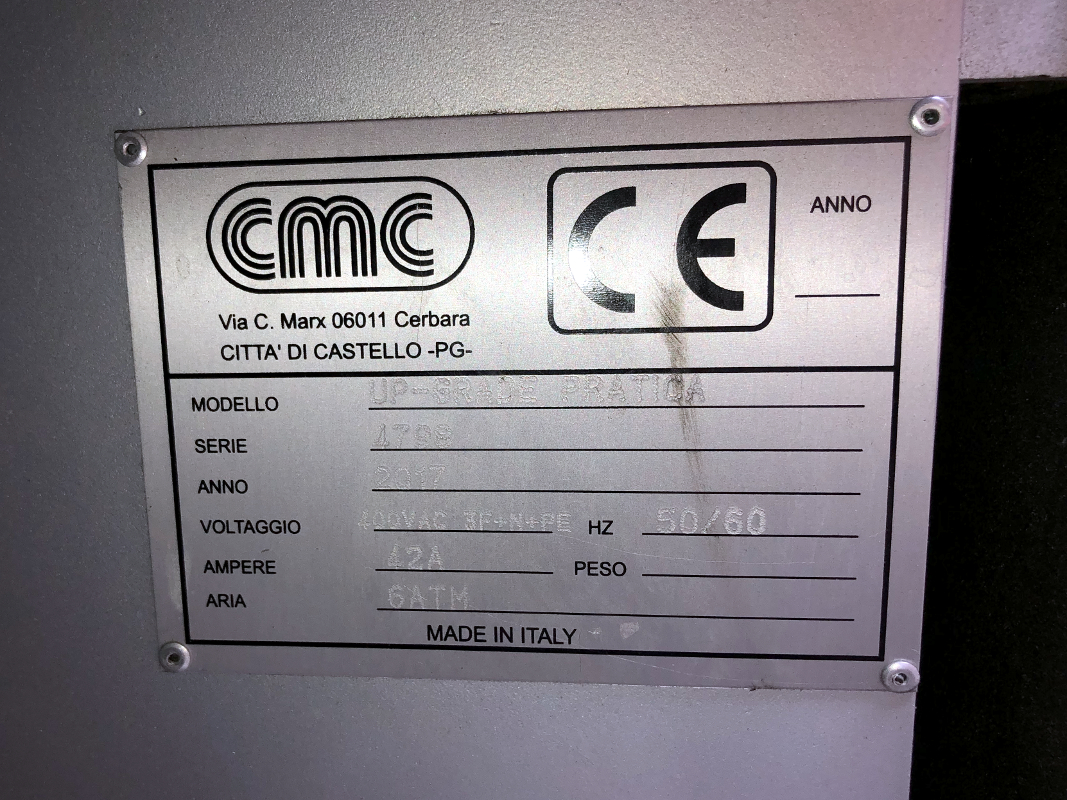 cmc
CE
ANNO
Via C. Marx 06011 Cerbara
CITTA' DI CASTELLO -PG-
MODELLO UP-GRADE PRATICA
SERIE
ANNO 2017
VOLTAGGIO 400VAC 3F+N+PE HZ 50/60
AMPERE 42A PESO
ARIA 6ATM
MADE IN ITALY